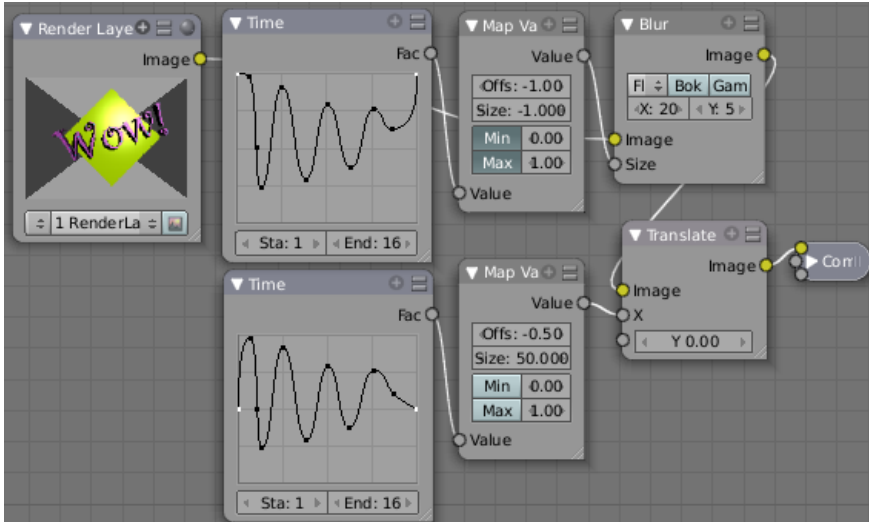 Render Laye
Image
Wow!
1 RenderLa
Time
Fac
Sta: 1
End: 16
Map Va
Value
Offs: -1.00
Size: -1.000
Min 0.00
Max 1.00
Value
Blur
Image
Fl Bok Gam
X: 20 Y: 5
Image
Size
Time
Fac
Sta: 1
End: 16
Map Va
Value
Offs: -0.50
Size: 50.000
Min 0.00
Max 1.00
Value
Translate
Image
Image
X
Y 0.00
Com